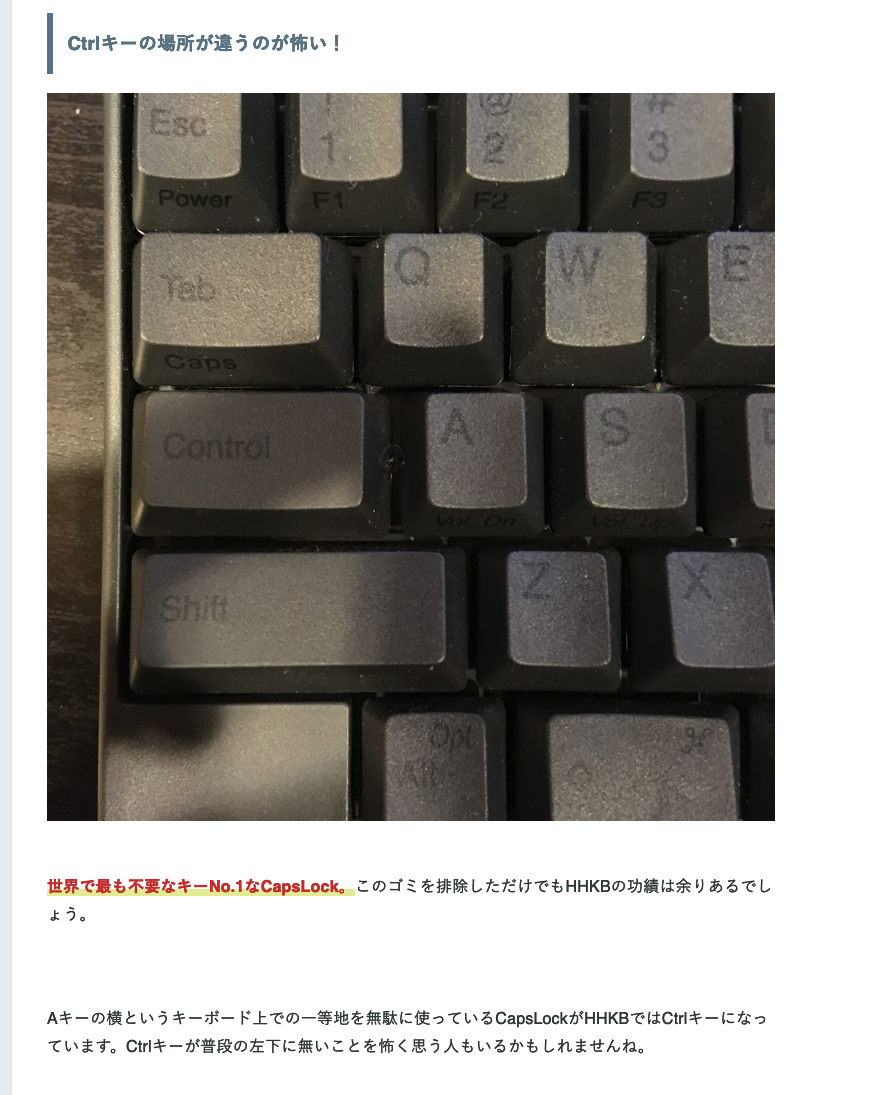 Ctrlキーの場所が違うのが怖い！
Esc
!
1
@
2
#
3
Power
F1
F2
F3
Tab
Q
W
E
Caps
Control
A
S
Vol_Dn
Vol_Up
Shift
Z
X
Opt
Alt
⌘
◇
世界で最も不要なキーNo.1なCapsLock。このゴミを排除しただけでもHHKBの功績は余りあるでし
ょう。
Aキーの横というキーボード上での一等地を無駄に使っているCapsLockがHHKBではCtrlキーになっ
ています。Ctrlキーが普段の左下に無いことを怖く思う人もいるかもしれませんね。